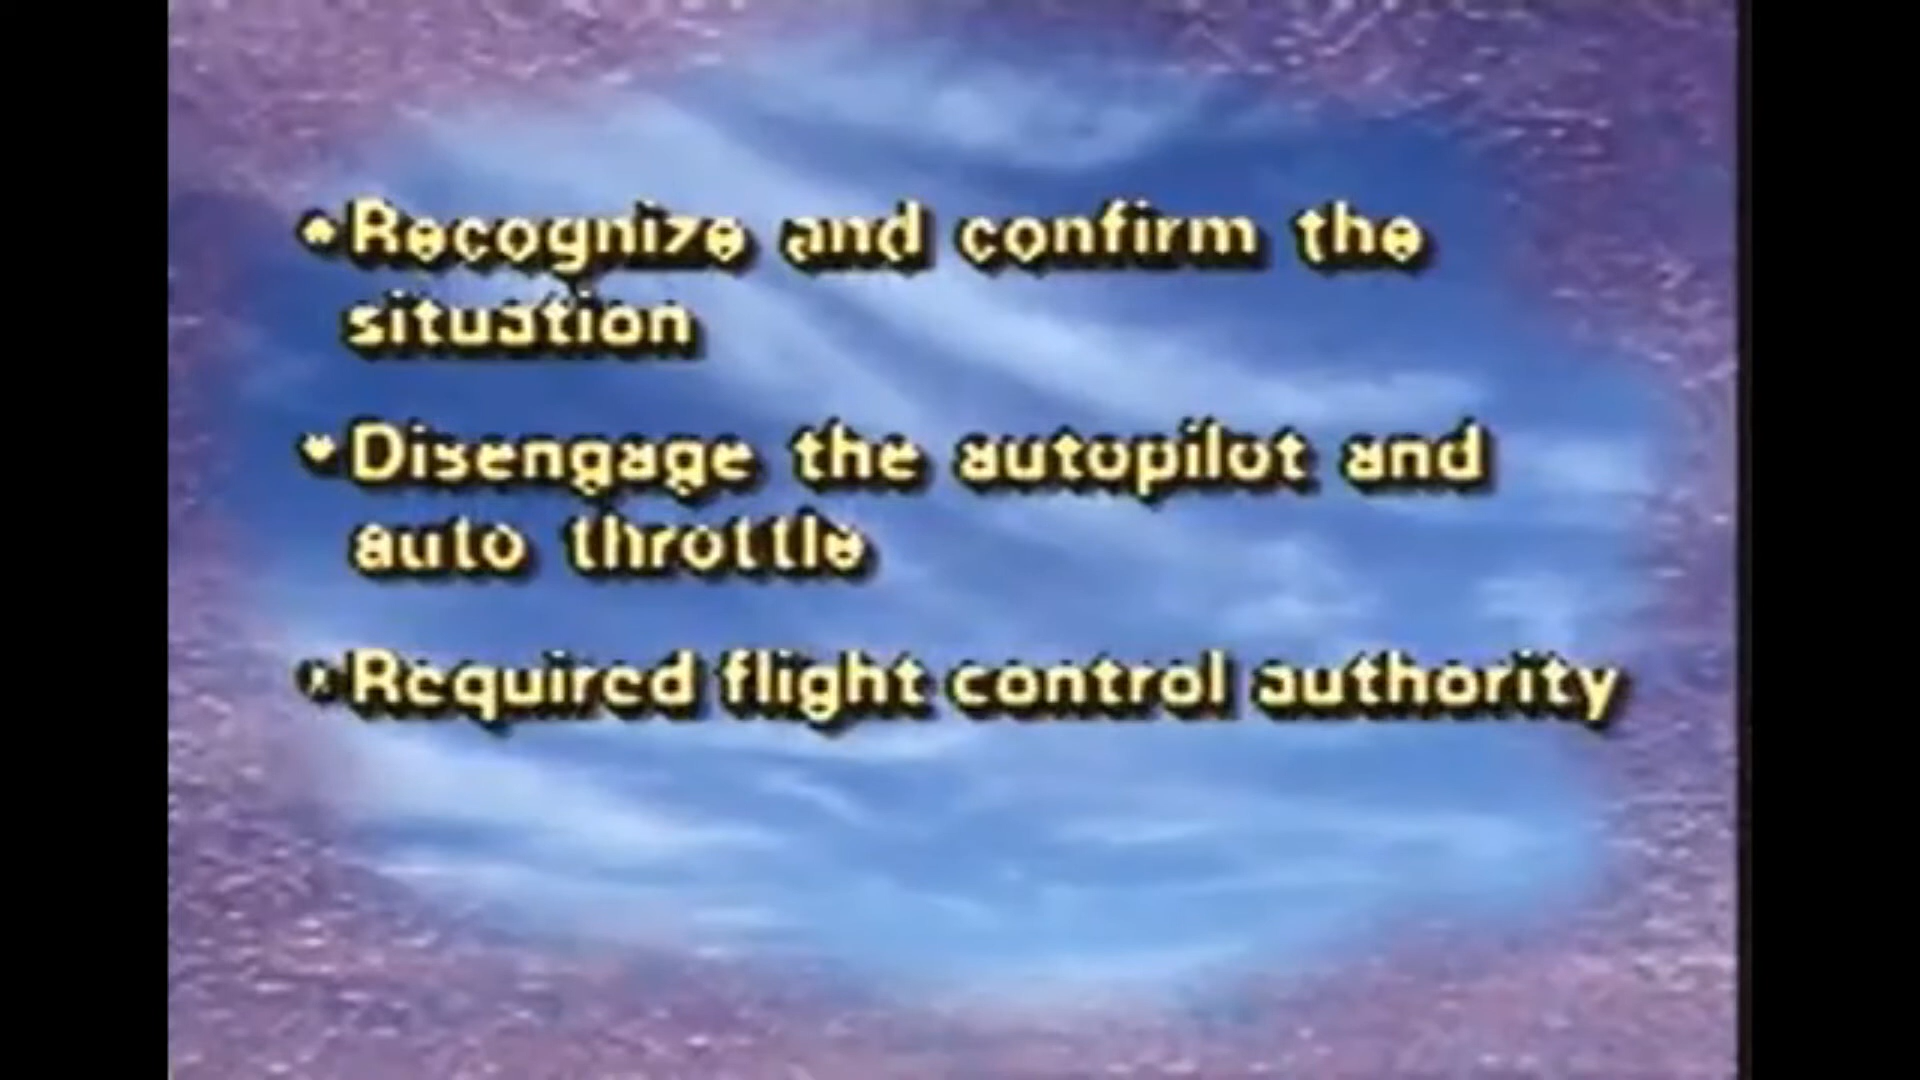 •Recognize and confirm the
situation
•Disengage the autopilot and
auto throttle
•Required flight control authority